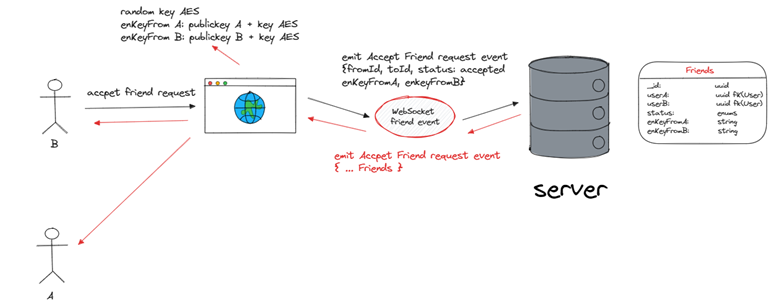 random key AES
enKeyFrom A: publickey A + key AES
enKeyFrom B: publickey B + key AES
accpet friend request
B
A
emit Accept Friend request event
{fromId, toId, status: accepted
enKeyFromA, enkeyFromB}
WebSocket
friend event
emit Accpet Friend request event
{ ... Friends }
server
Friends
_id: uuid
userA: uuid fk(User)
userB: uuid fk(User)
status: enums
enKeyFromA: string
enKeyFromB: string